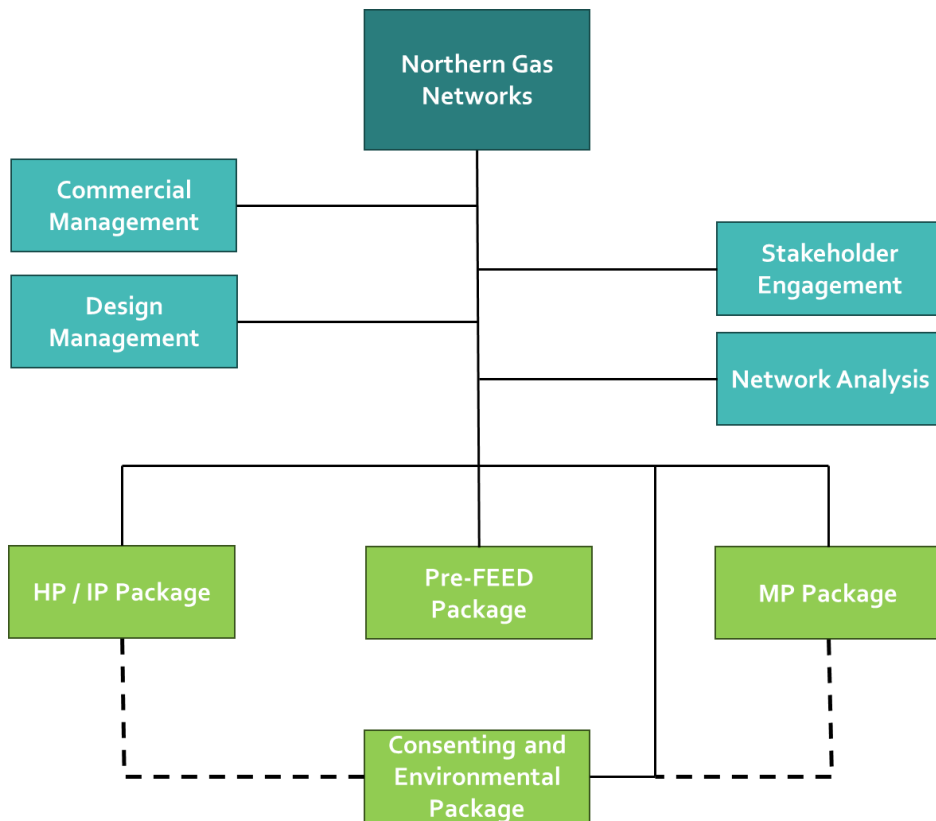 Northern Gas
Networks
Commercial
Management
Stakeholder
Engagement
Design
Management
Network Analysis
HP / IP Package
Pre-FEED
Package
MP Package
Consenting and
Environmental
Package